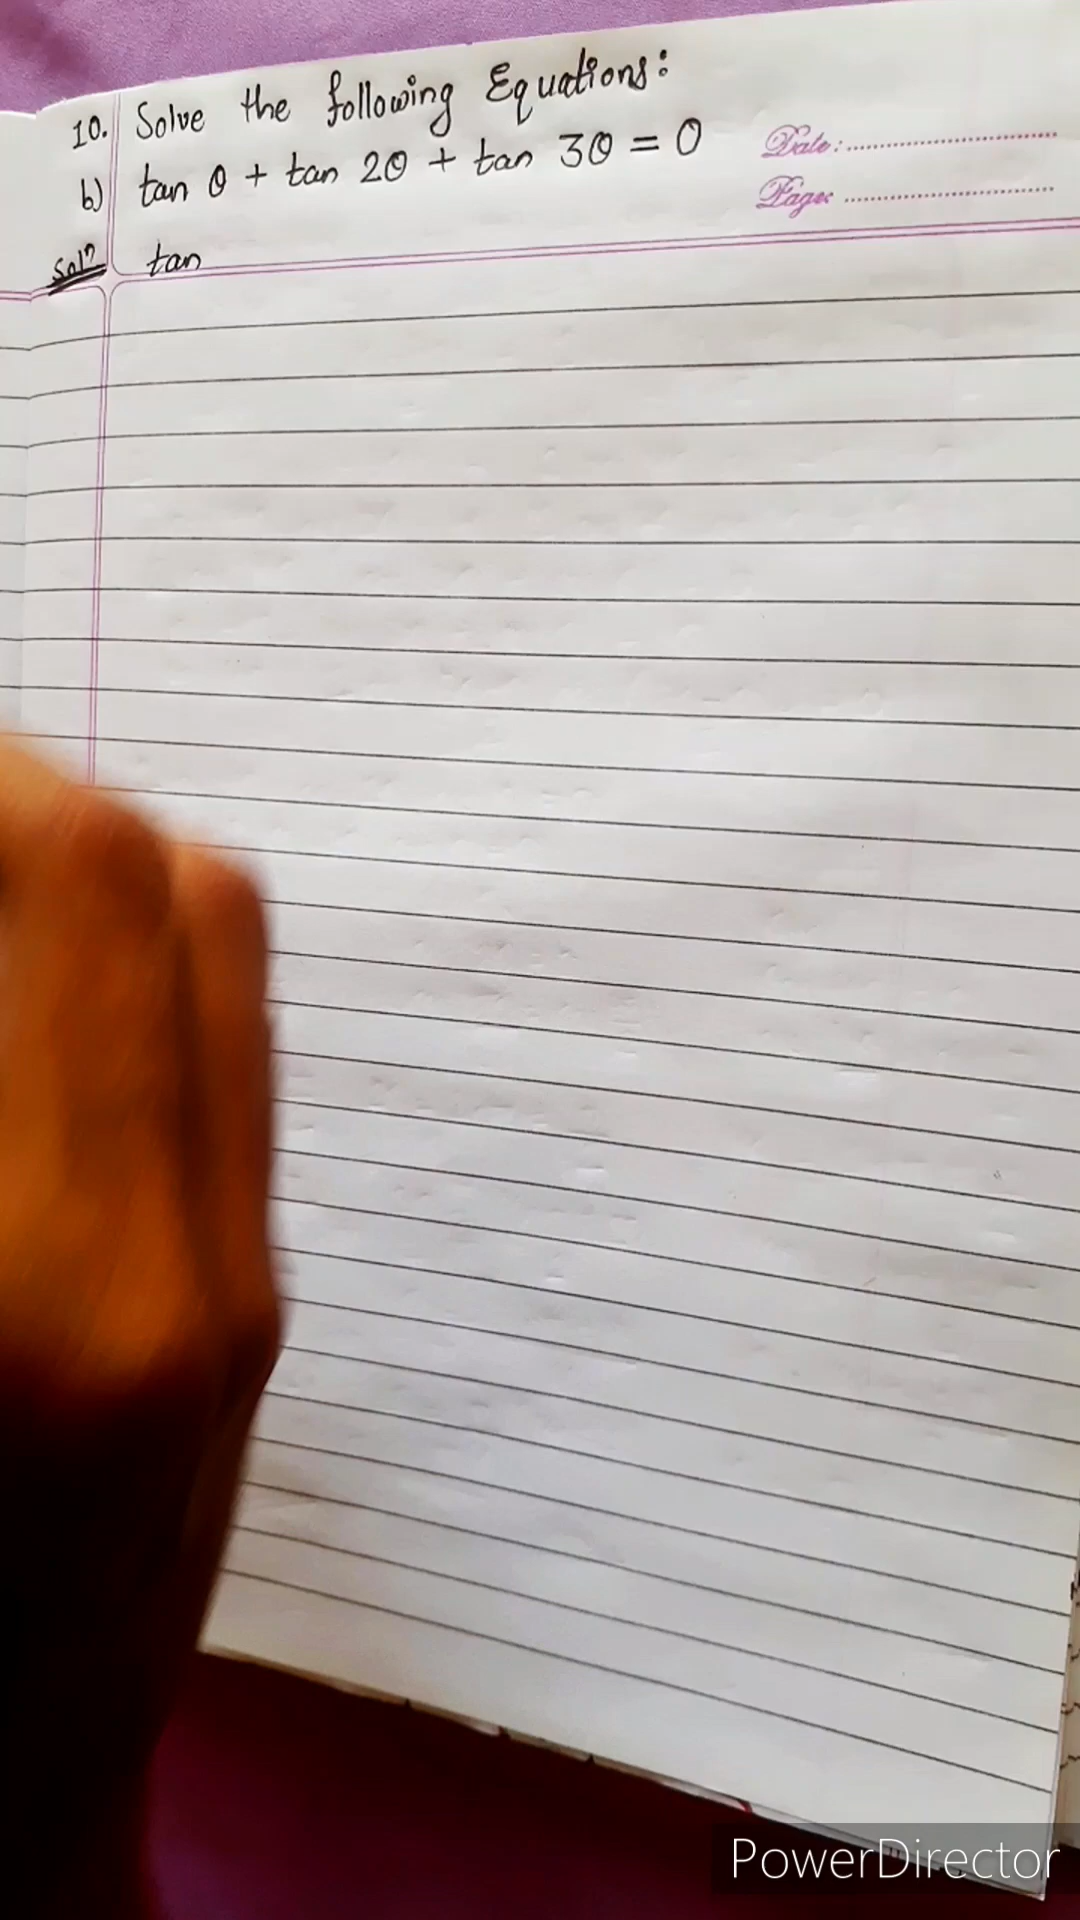 10. Solve the following Equations:
b) tan θ + tan 2θ + tan 3θ = 0
Date:
Page:
Solⁿ tan
PowerDirector